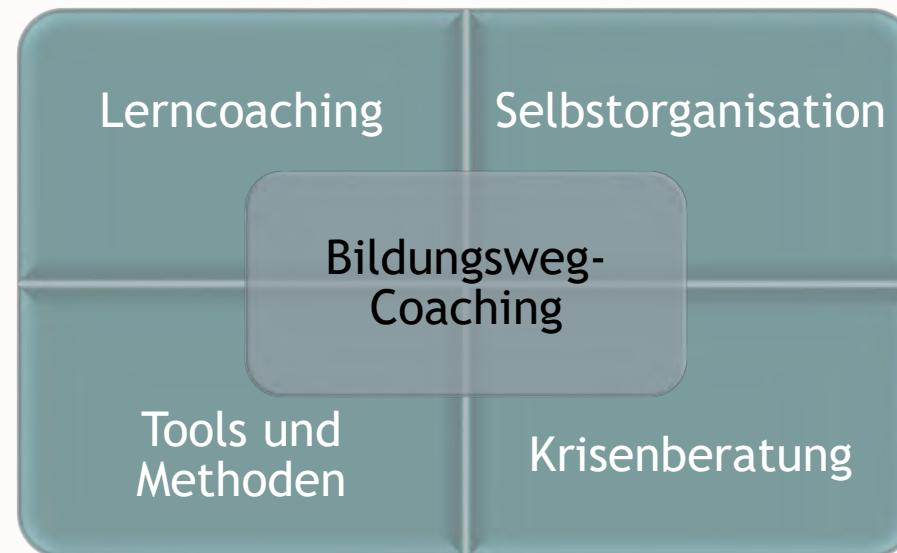 Lerncoaching
Selbstorganisation
Bildungsweg-
Coaching
Tools und
Methoden
Krisenberatung